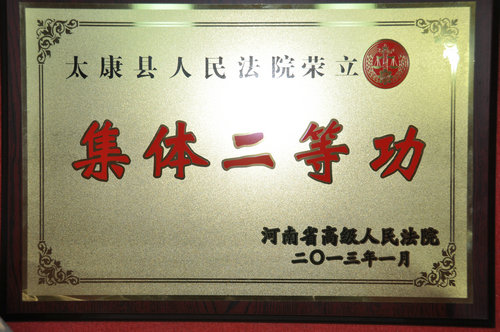 太康县人民法院荣立
集体二等功
河南省高级人民法院
二〇一三年一月